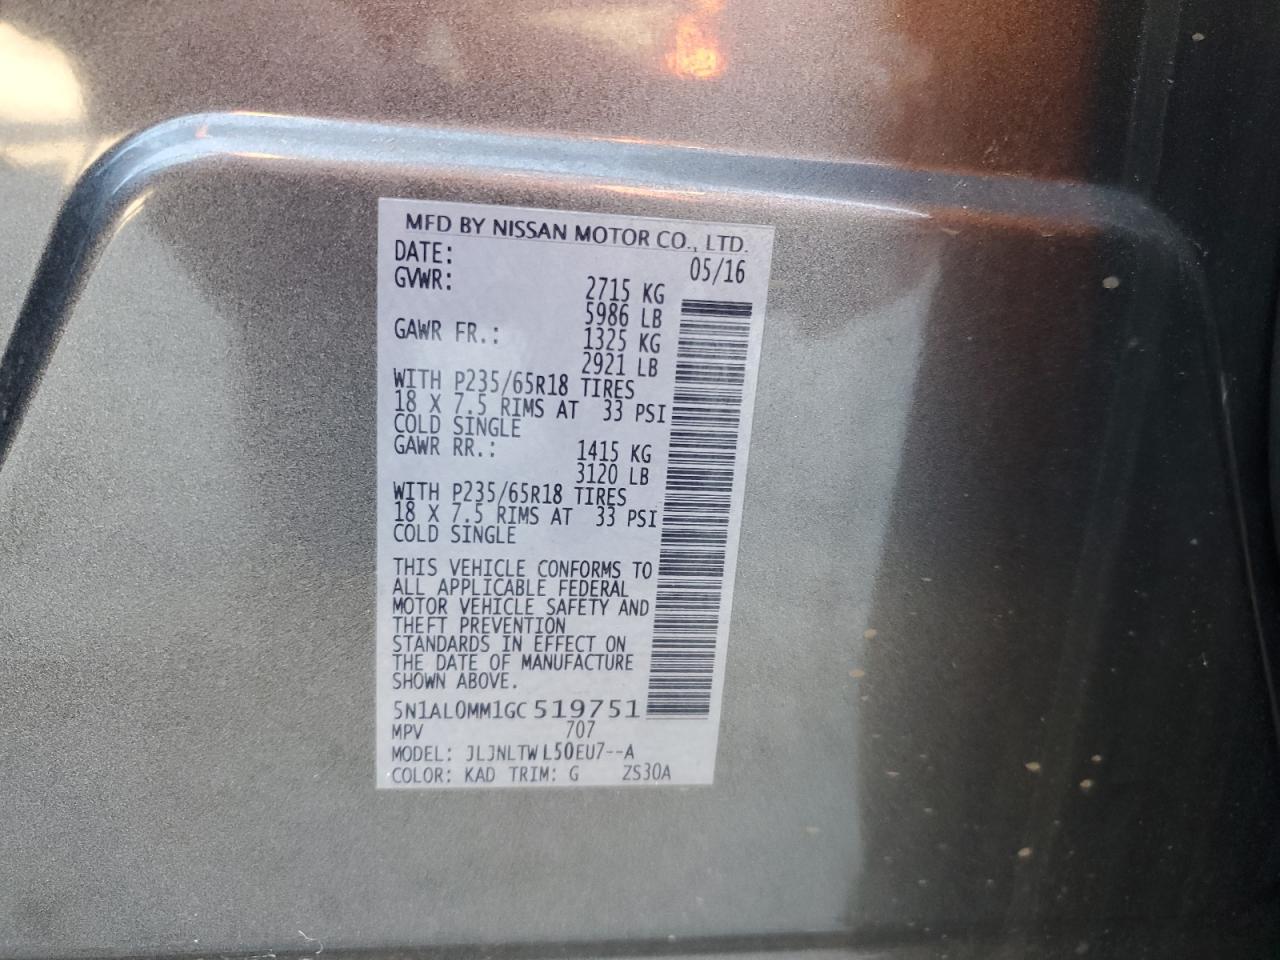 MFD BY NISSAN MOTOR CO., LTD.
DATE: 05/16
GVWR: 2715 KG
5986 LB
GAWR FR.: 1325 KG
2921 LB
WITH P235/65R18 TIRES
18 X 7.5 RIMS AT 33 PSI
COLD SINGLE
GAWR RR.: 1415 KG
3120 LB
WITH P235/65R18 TIRES
18 X 7.5 RIMS AT 33 PSI
COLD SINGLE
THIS VEHICLE CONFORMS TO
ALL APPLICABLE FEDERAL
MOTOR VEHICLE SAFETY AND
THEFT PREVENTION
STANDARDS IN EFFECT ON
THE DATE OF MANUFACTURE
SHOWN ABOVE.
5N1AL0MM1GC519751
MPV 707
MODEL: JLJNLTWL50EU7--A
COLOR: KAD TRIM: G ZS30A